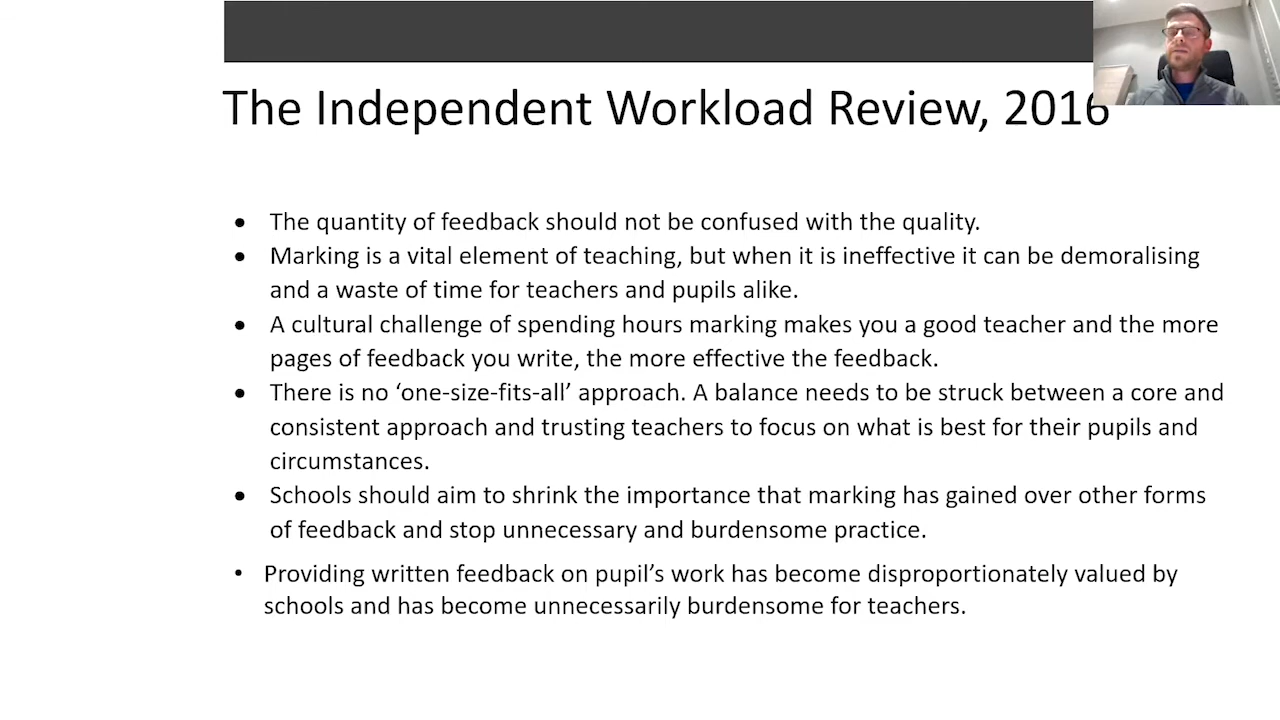 The Independent Workload Review, 2016
• The quantity of feedback should not be confused with the quality.
• Marking is a vital element of teaching, but when it is ineffective it can be demoralising
and a waste of time for teachers and pupils alike.
• A cultural challenge of spending hours marking makes you a good teacher and the more
pages of feedback you write, the more effective the feedback.
• There is no ‘one-size-fits-all’ approach. A balance needs to be struck between a core and
consistent approach and trusting teachers to focus on what is best for their pupils and
circumstances.
• Schools should aim to shrink the importance that marking has gained over other forms
of feedback and stop unnecessary and burdensome practice.
• Providing written feedback on pupil’s work has become disproportionately valued by
schools and has become unnecessarily burdensome for teachers.